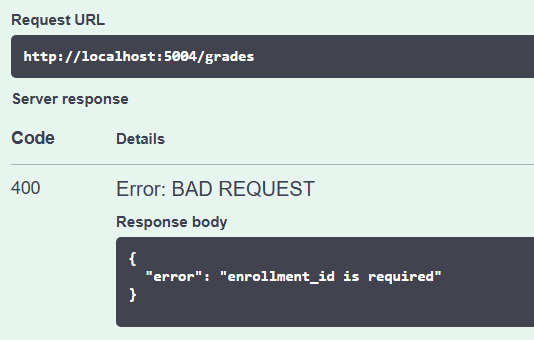 Request URL
http://localhost:5004/grades
Server response
Code Details
400 Error: BAD REQUEST
Response body
{
"error": "enrollment_id is required"
}